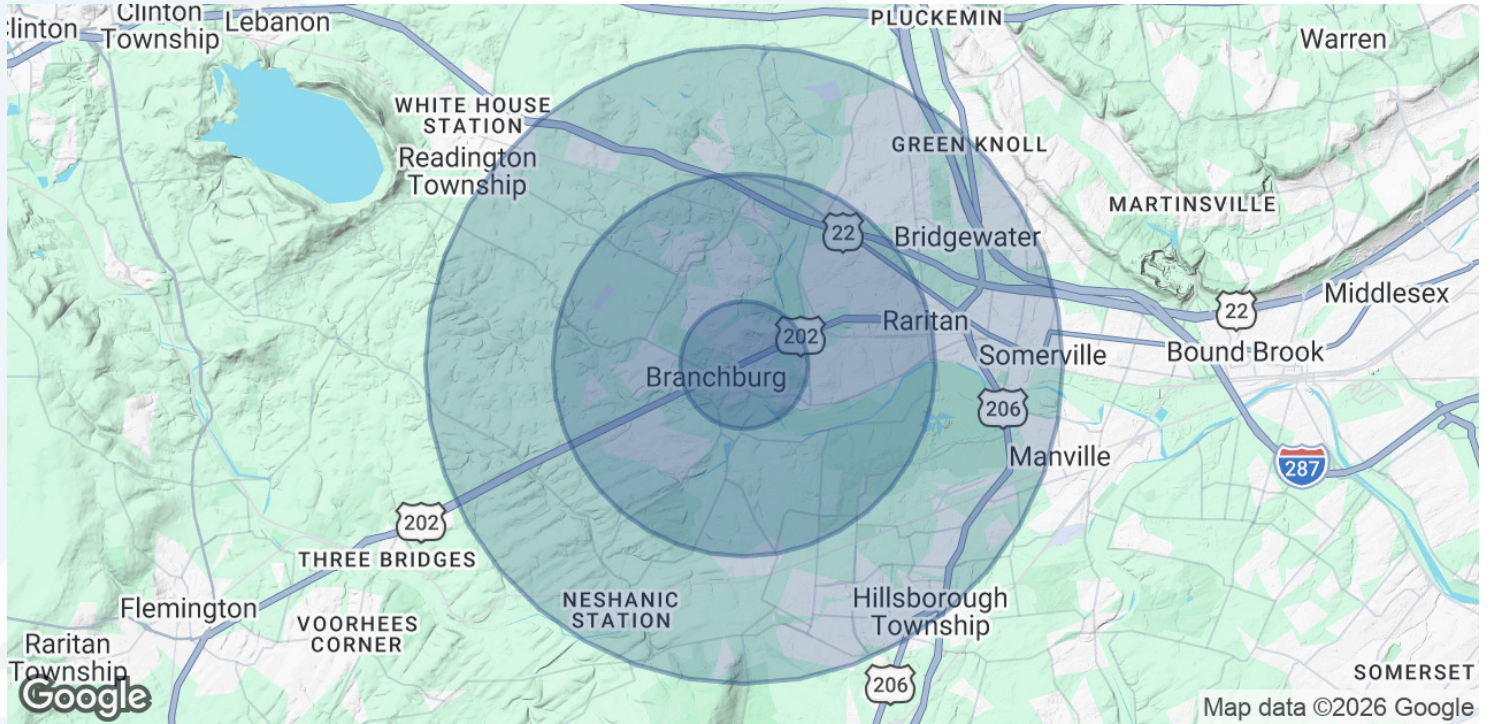 Clinton
Township
Lebanon
PLUCKEMIN
Warren
WHITE HOUSE
STATION
Readington
Township
GREEN KNOLL
MARTINSVILLE
22
Bridgewater
Middlesex
22
202
Raritan
Somerville
Bound Brook
Branchburg
206
Manville
287
202
THREE BRIDGES
Flemington
NESHANIC
STATION
Hillsborough
Township
VOORHEES
CORNER
Raritan
Township
206
SOMERSET
Google
Map data ©2026 Google